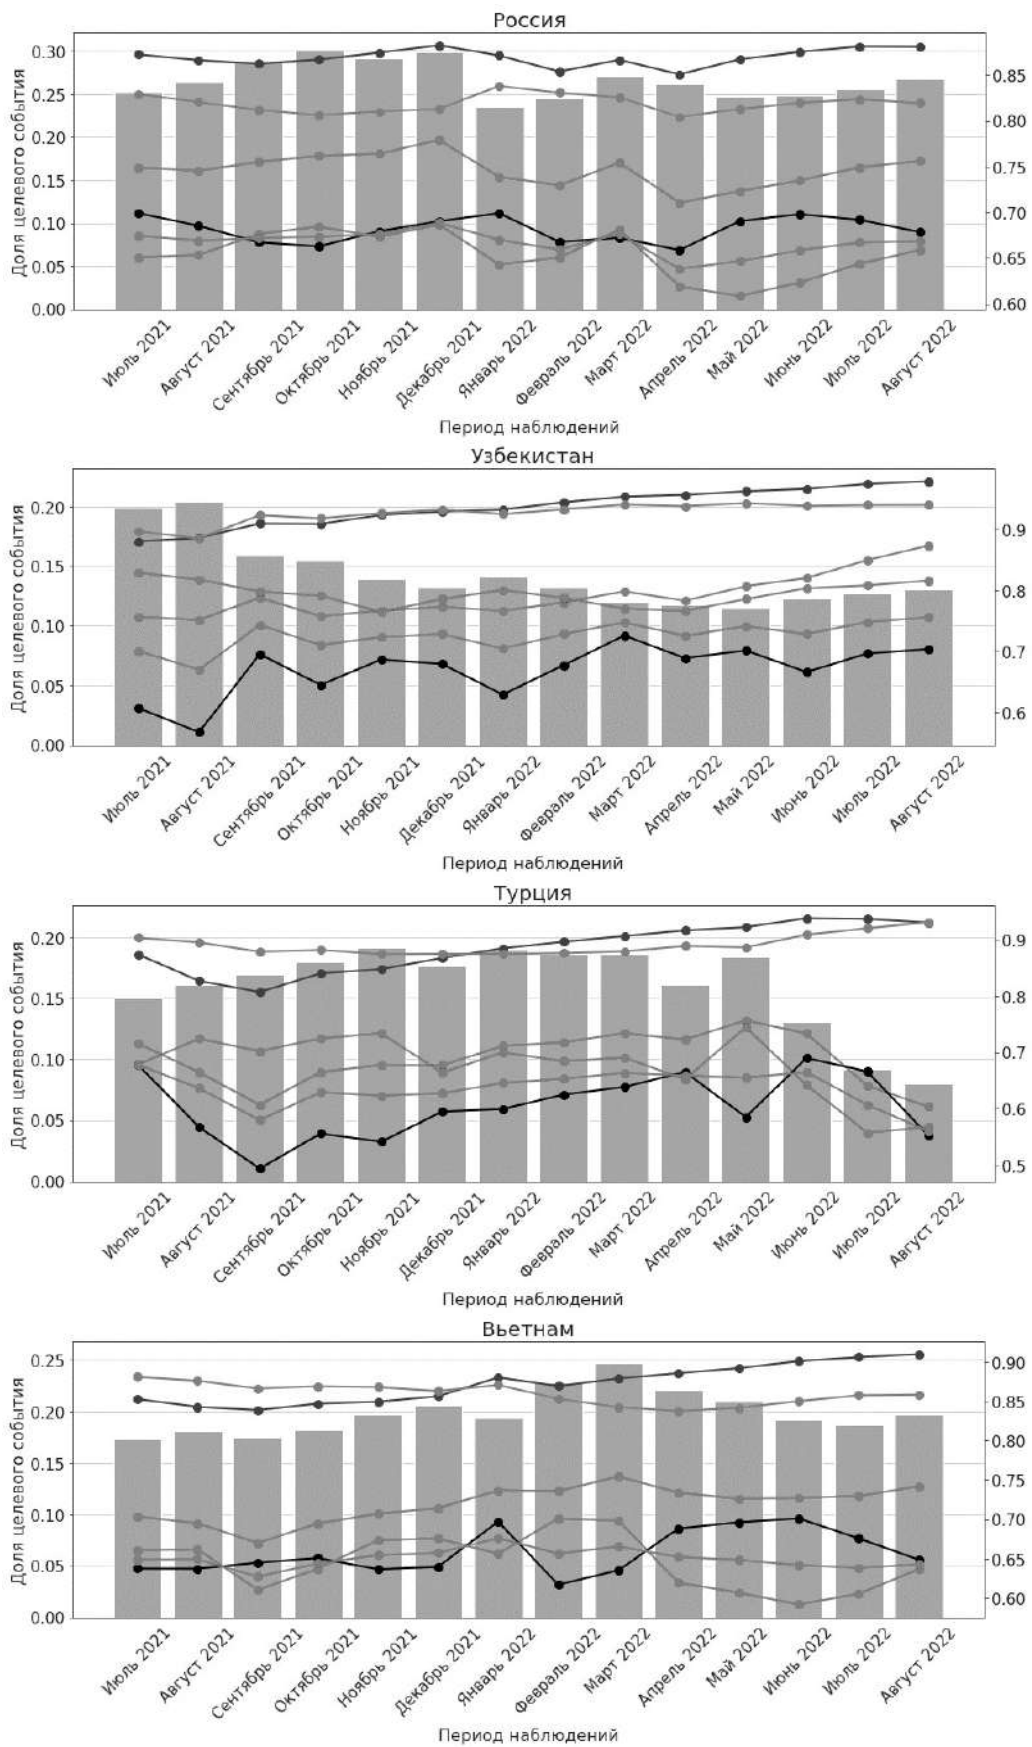 Россия
Доля целевого события
0.30
0.25
0.20
0.15
0.10
0.05
0.00
0.85
0.80
0.75
0.70
0.65
0.60
Июль 2021
Август 2021
Сентябрь 2021
Октябрь 2021
Ноябрь 2021
Декабрь 2021
Январь 2022
Февраль 2022
Март 2022
Апрель 2022
Май 2022
Июнь 2022
Июль 2022
Август 2022
Период наблюдений
Узбекистан
Доля целевого события
0.20
0.15
0.10
0.05
0.00
0.9
0.8
0.7
0.6
Июль 2021
Август 2021
Сентябрь 2021
Октябрь 2021
Ноябрь 2021
Декабрь 2021
Январь 2022
Февраль 2022
Март 2022
Апрель 2022
Май 2022
Июнь 2022
Июль 2022
Август 2022
Период наблюдений
Турция
Доля целевого события
0.20
0.15
0.10
0.05
0.00
0.9
0.8
0.7
0.6
0.5
Июль 2021
Август 2021
Сентябрь 2021
Октябрь 2021
Ноябрь 2021
Декабрь 2021
Январь 2022
Февраль 2022
Март 2022
Апрель 2022
Май 2022
Июнь 2022
Июль 2022
Август 2022
Период наблюдений
Вьетнам
Доля целевого события
0.25
0.20
0.15
0.10
0.05
0.00
0.90
0.85
0.80
0.75
0.70
0.65
0.60
Июль 2021
Август 2021
Сентябрь 2021
Октябрь 2021
Ноябрь 2021
Декабрь 2021
Январь 2022
Февраль 2022
Март 2022
Апрель 2022
Май 2022
Июнь 2022
Июль 2022
Август 2022
Период наблюдений